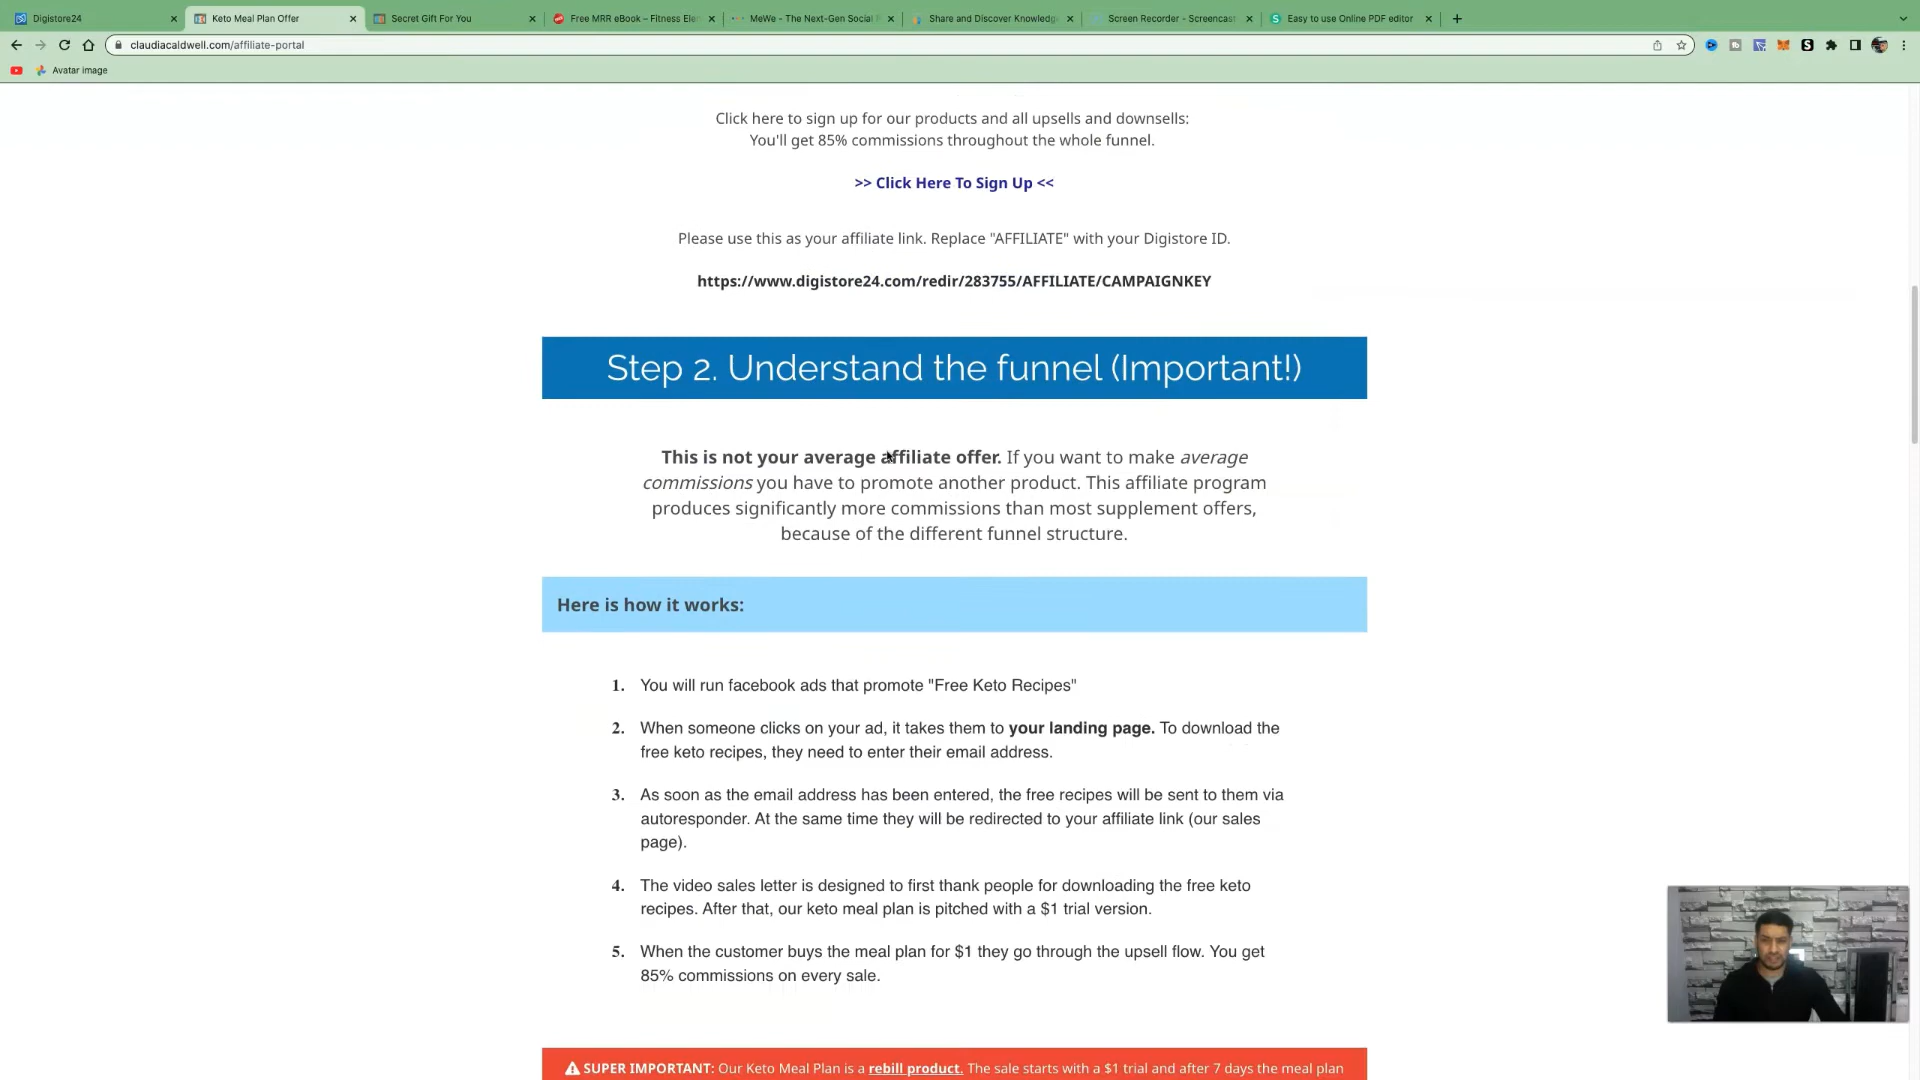 Digistore24
Keto Meal Plan Offer
Secret Gift For You
Free MRR eBook – Fitness Ele
MeWe - The Next-Gen Social
Share and Discover Knowledg
Screen Recorder - Screencast
Easy to use Online PDF editor
claudiacaldwell.com/affiliate-portal
Avatar image
Click here to sign up for our products and all upsells and downsells:
You'll get 85% commissions throughout the whole funnel.
>> Click Here To Sign Up <<
Please use this as your affiliate link. Replace "AFFILIATE" with your Digistore ID.
https://www.digistore24.com/redir/283755/AFFILIATE/CAMPAIGNKEY
Step 2. Understand the funnel (Important!)
This is not your average affiliate offer. If you want to make average
commissions you have to promote another product. This affiliate program
produces significantly more commissions than most supplement offers,
because of the different funnel structure.
Here is how it works:
1. You will run facebook ads that promote "Free Keto Recipes"
2. When someone clicks on your ad, it takes them to your landing page. To download the
free keto recipes, they need to enter their email address.
3. As soon as the email address has been entered, the free recipes will be sent to them via
autoresponder. At the same time they will be redirected to your affiliate link (our sales
page).
4. The video sales letter is designed to first thank people for downloading the free keto
recipes. After that, our keto meal plan is pitched with a $1 trial version.
5. When the customer buys the meal plan for $1 they go through the upsell flow. You get
85% commissions on every sale.
SUPER IMPORTANT: Our Keto Meal Plan is a rebill product. The sale starts with a $1 trial and after 7 days the meal plan